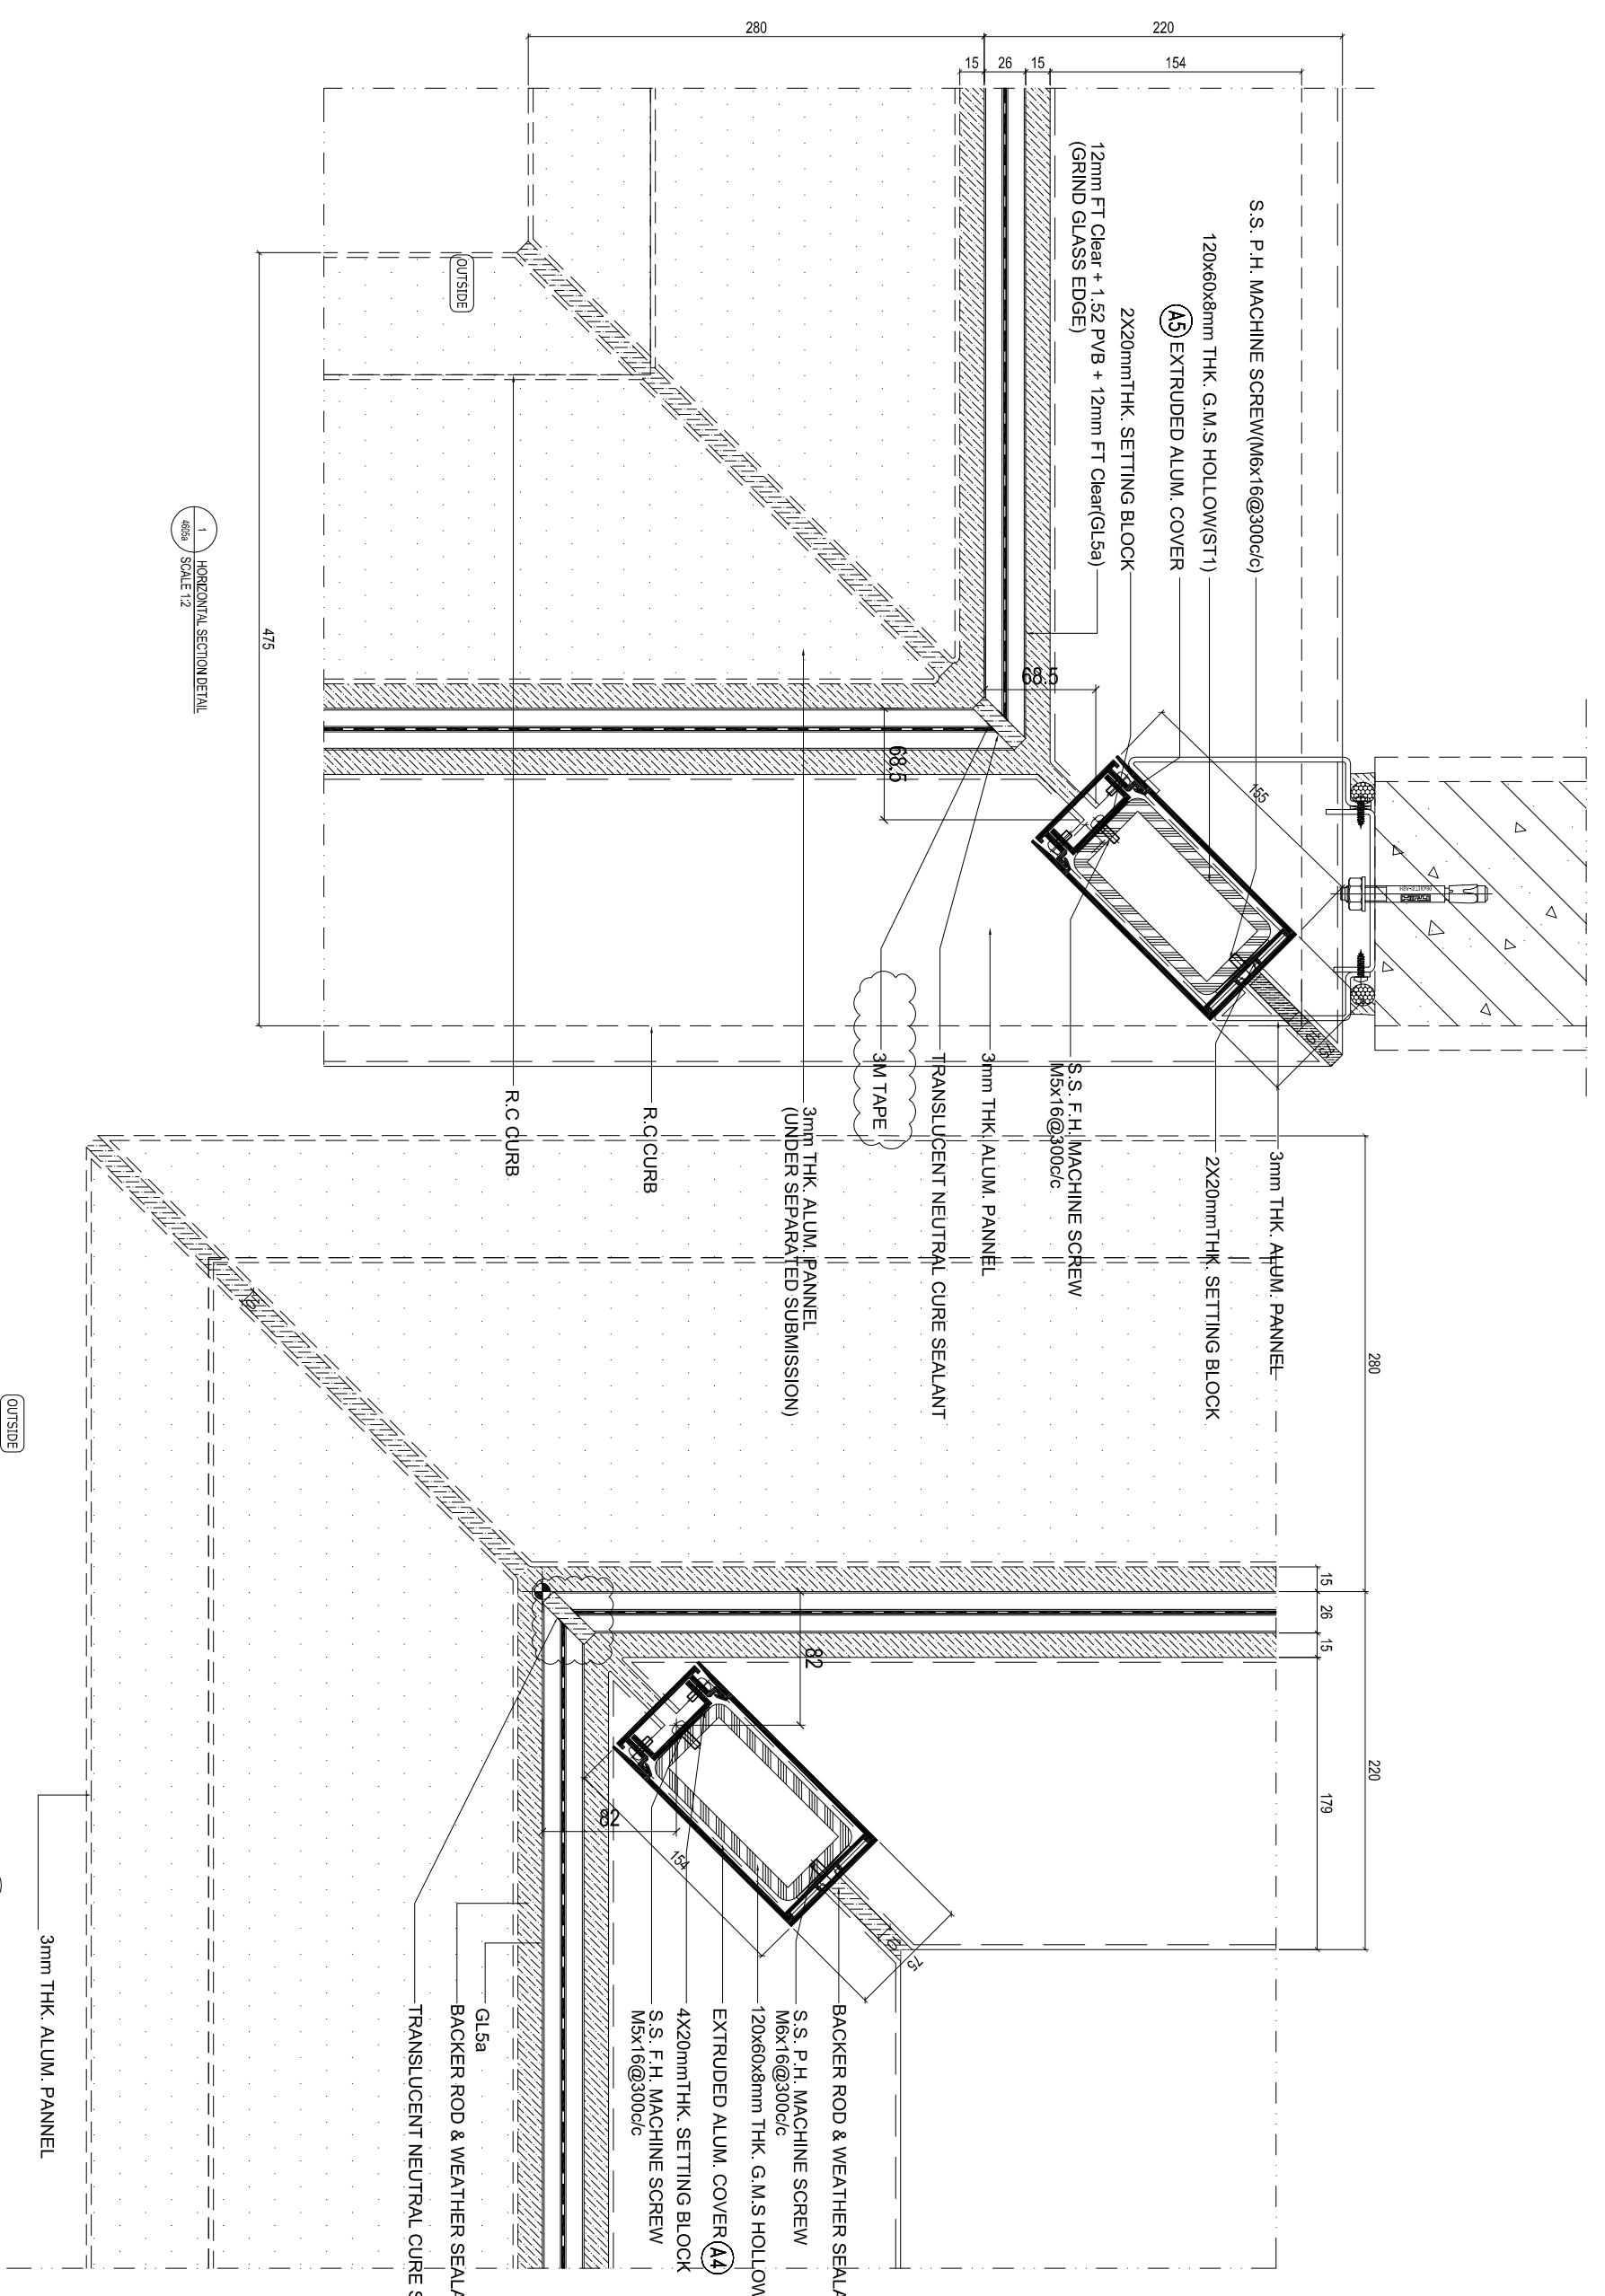 280
220
15
26
15
154
S.S. P.H. MACHINE SCREW(M6x16@300c/c)
120x60x8mm THK. G.M.S HOLLOW(ST1)
A5 EXTRUDED ALUM. COVER
2X20mmTHK. SETTING BLOCK
12mm FT Clear + 1.52 PVB + 12mm FT Clear(GL5a)
(GRIND GLASS EDGE)
OUTSIDE
68.5
68.5
155
475
1
4605a
HORIZONTAL SECTION DETAIL
SCALE 1:2
3mm THK. ALUM. PANNEL
2X20mmTHK. SETTING BLOCK
S.S. F.H. MACHINE SCREW
M5x16@300c/c
3mm THK. ALUM. PANNEL
TRANSLUCENT NEUTRAL CURE SEALANT
3M TAPE
3mm THK. ALUM. PANNEL
(UNDER SEPARATED SUBMISSION)
R.C CURB
R.C CURB
280
15
26
15
220
179
82
82
154
75
OUTSIDE
BACKER ROD & WEATHER SEALA
S.S. P.H. MACHINE SCREW
M6x16@300c/c
120x60x8mm THK. G.M.S HOLLOW
EXTRUDED ALUM. COVER A4
4X20mmTHK. SETTING BLOCK
S.S. F.H. MACHINE SCREW
M5x16@300c/c
GL5a
BACKER ROD & WEATHER SEALA
TRANSLUCENT NEUTRAL CURE S
3mm THK. ALUM. PANNEL